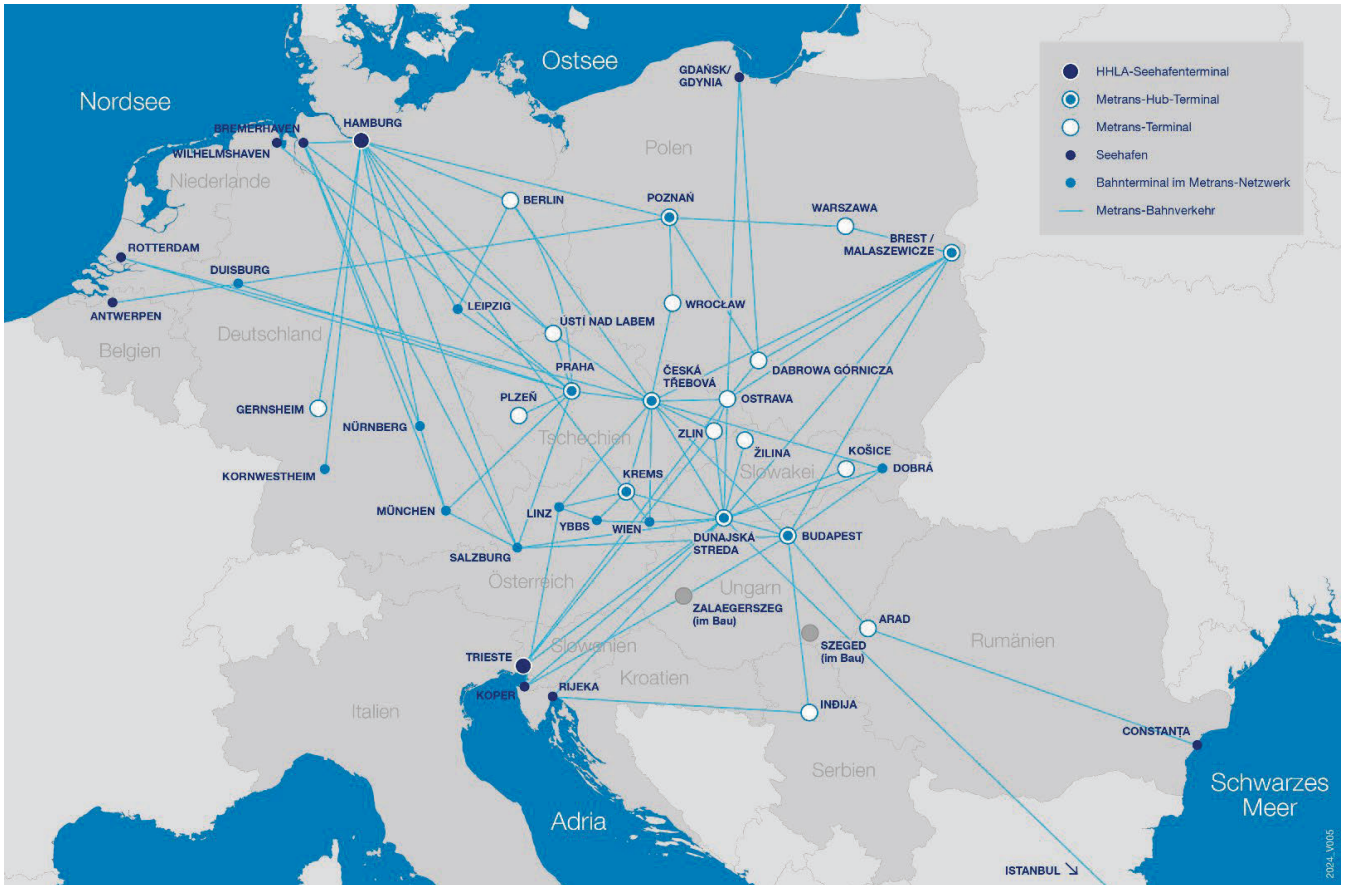 Ostsee
Nordsee
GDAŃSK/
GDYNIA
HHLA-Seehafenterminal
Metrans-Hub-Terminal
Metrans-Terminal
Seehafen
Bahnterminal im Metrans-Netzwerk
Metrans-Bahnverkehr
BREMERHAVEN
HAMBURG
WILHELMSHAVEN
Niederlande
Polen
BERLIN
POZNAŃ
WARSZAWA
BREST /
MALASZEWICZE
ROTTERDAM
DUISBURG
ANTWERPEN
LEIPZIG
WROCŁAW
ÚSTÍ NAD LABEM
Deutschland
Belgien
PRAHA
ČESKÁ
TŘEBOVÁ
DABROWA GÓRNICZA
PLZEŇ
OSTRAVA
GERNSHEIM
NÜRNBERG
Tschechien
ZLIN
ŽILINA
KOŠICE
Slowakei
DOBRÁ
KORNWESTHEIM
KREMS
MÜNCHEN
LINZ
YBBS
WIEN
DUNAJSKÁ
STREDA
BUDAPEST
SALZBURG
Österreich
Ungarn
ZALAEGERSZEG
(im Bau)
ARAD
SZEGED
(im Bau)
Rumänien
TRIESTE
Slowenien
KOPER
RIJEKA
Kroatien
INĐIJA
Italien
CONSTANȚA
Serbien
Schwarzes
Meer
Adria
ISTANBUL
2024_V005